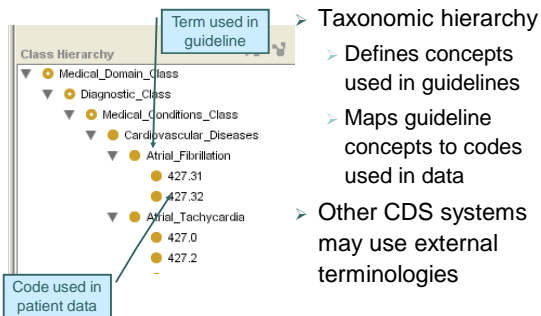 Term used in
guideline
Class Hierarchy
Medical_Domain_Class
Diagnostic_Class
Medical_Conditions_Class
Cardiovascular_Diseases
Atrial_Fibrillation
427.31
427.32
Atrial_Tachycardia
427.0
427.2
Code used in
patient data
Taxonomic hierarchy
Defines concepts
used in guidelines
Maps guideline
concepts to codes
used in data
Other CDS systems
may use external
terminologies